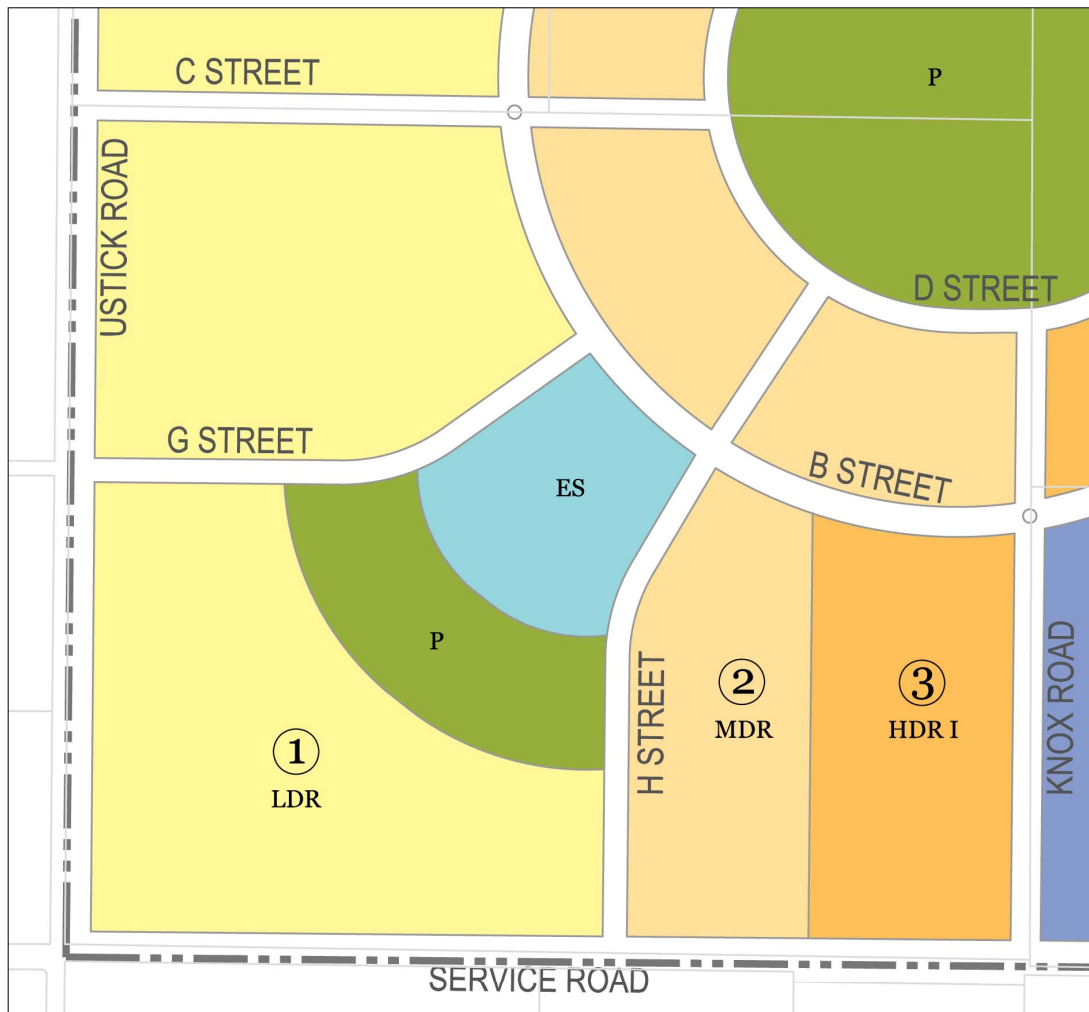 C STREET
P
USTICK ROAD
D STREET
G STREET
B STREET
ES
P
H STREET
2
MDR
3
HDR I
KNOX ROAD
1
LDR
SERVICE ROAD